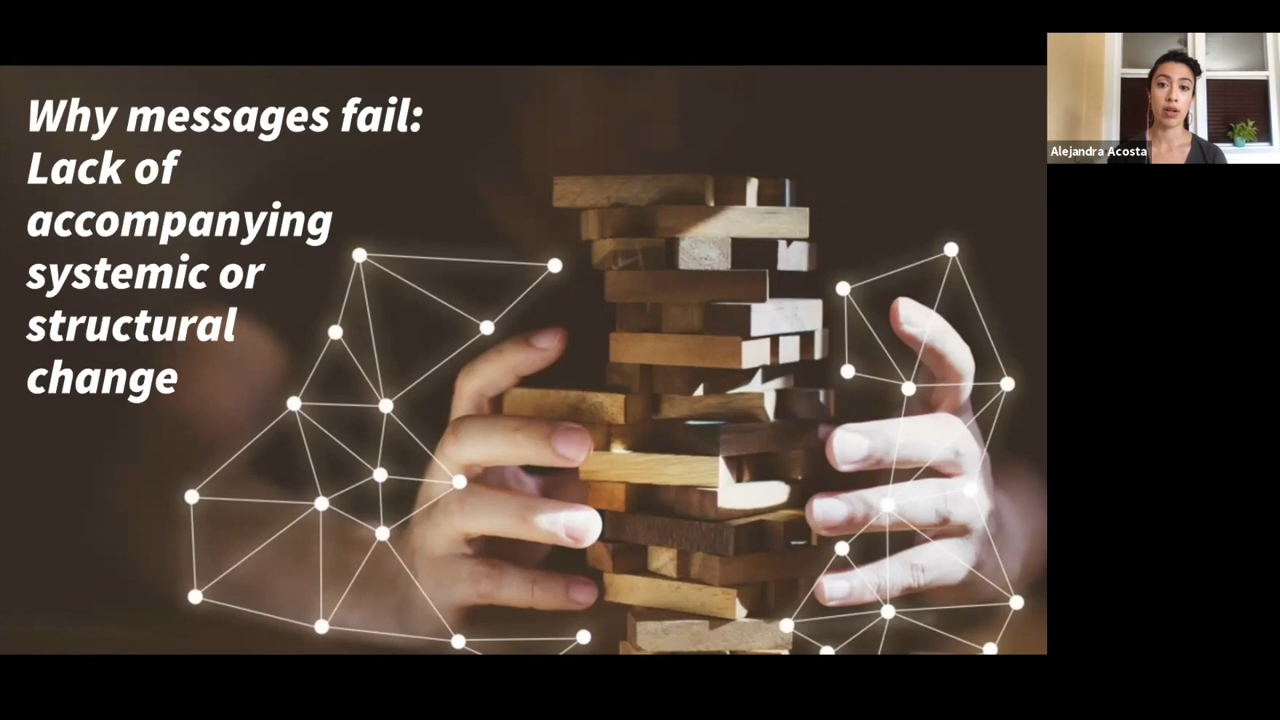 Why messages fail:
Lack of
accompanying
systemic or
structural
change
Alejandra Acosta